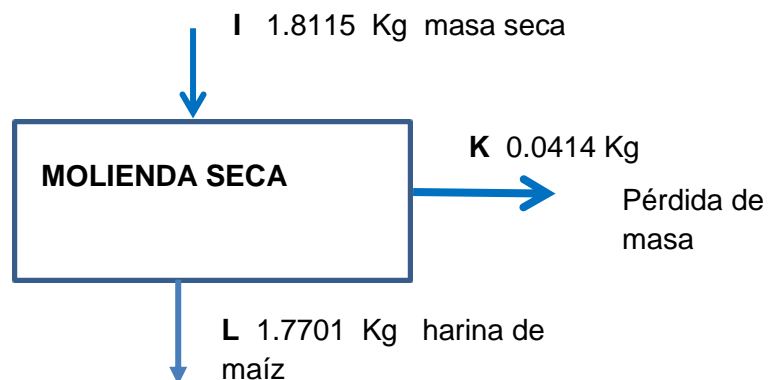 I 1.8115 Kg masa seca
MOLIENDA SECA
K 0.0414 Kg
Pérdida de
masa
L 1.7701 Kg harina de
maíz